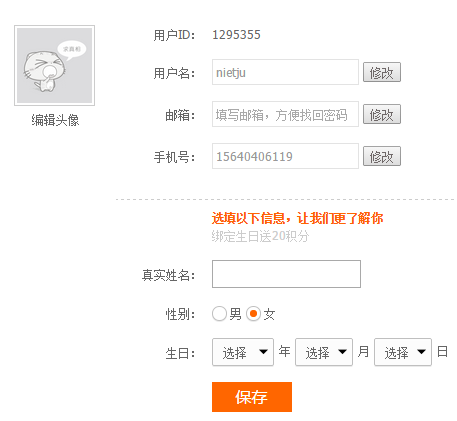 用户ID： 1295355
用户名： nietju 修改
编辑头像
邮箱： 填写邮箱，方便找回密码 修改
手机号： 15640406119 修改
选填以下信息，让我们更了解你
绑定生日送20积分
真实姓名：
性别： 男 女
生日： 选择 年 选择 月 选择 日
保存